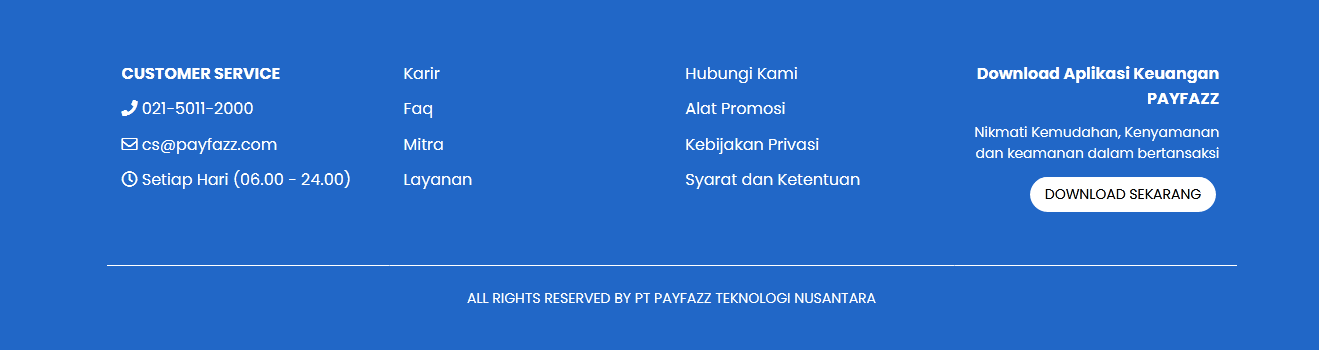 CUSTOMER SERVICE
021-5011-2000
cs@payfazz.com
Setiap Hari (06.00 - 24.00)
Karir
Faq
Mitra
Layanan
Hubungi Kami
Alat Promosi
Kebijakan Privasi
Syarat dan Ketentuan
Download Aplikasi Keuangan
PAYFAZZ
Nikmati Kemudahan, Kenyamanan
dan keamanan dalam bertansaksi
DOWNLOAD SEKARANG
ALL RIGHTS RESERVED BY PT PAYFAZZ TEKNOLOGI NUSANTARA